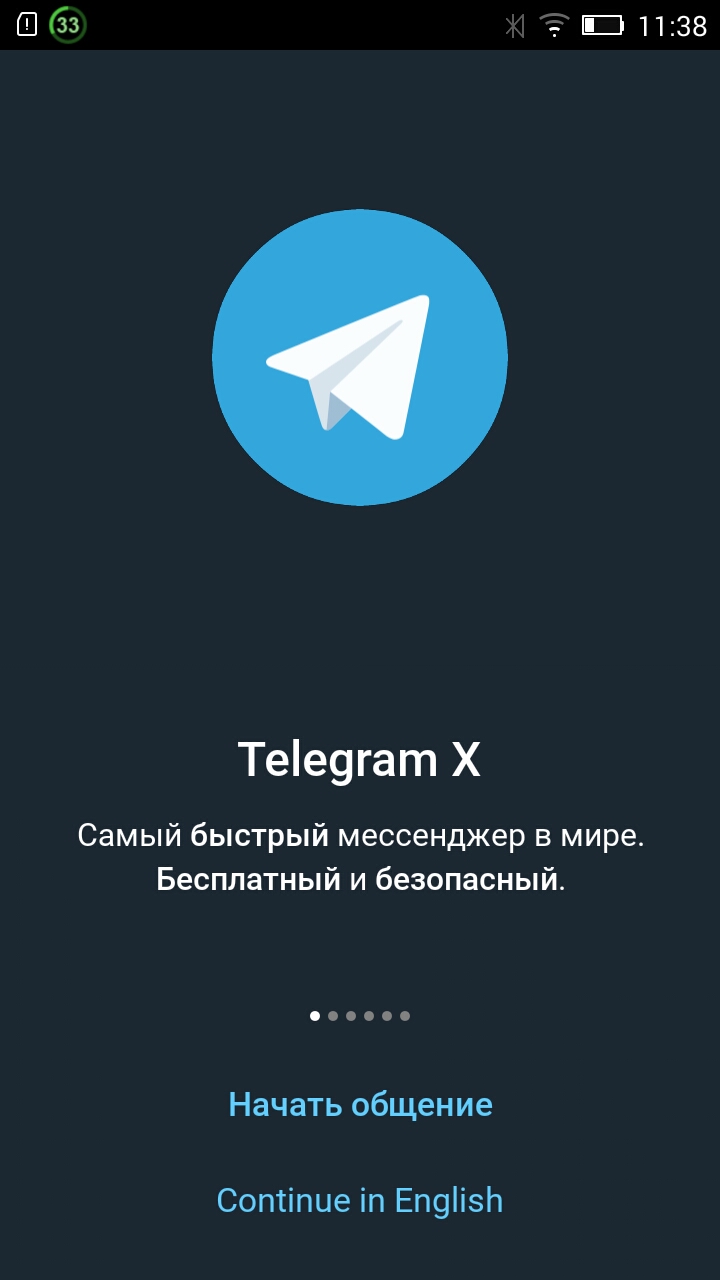 33
11:38
Telegram X
Самый быстрый мессенджер в мире.
Бесплатный и безопасный.
Начать общение
Continue in English